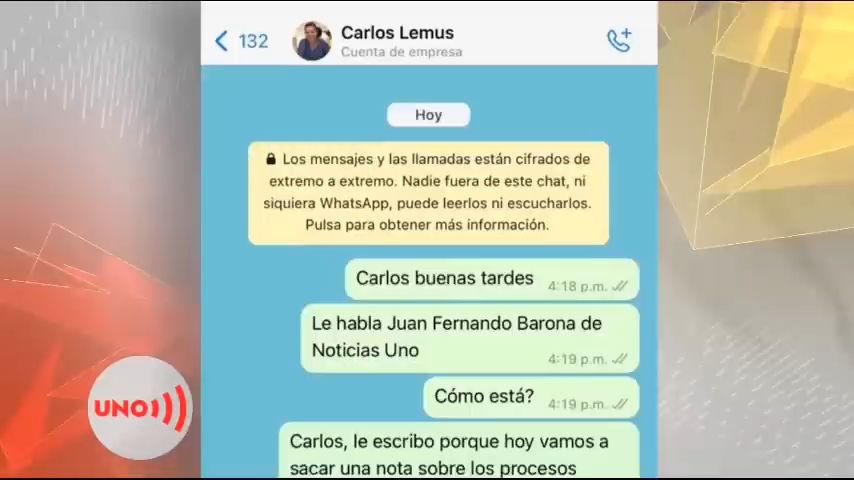 132
Carlos Lemus
Cuenta de empresa
Hoy
Los mensajes y las llamadas están cifrados de
extremo a extremo. Nadie fuera de este chat, ni
siquiera WhatsApp, puede leerlos ni escucharlos.
Pulsa para obtener más información.
Carlos buenas tardes
4:18 p.m.
Le habla Juan Fernando Barona de
Noticias Uno
4:19 p.m.
Cómo está?
4:19 p.m.
Carlos, le escribo porque hoy vamos a
sacar una nota sobre los procesos
UNO